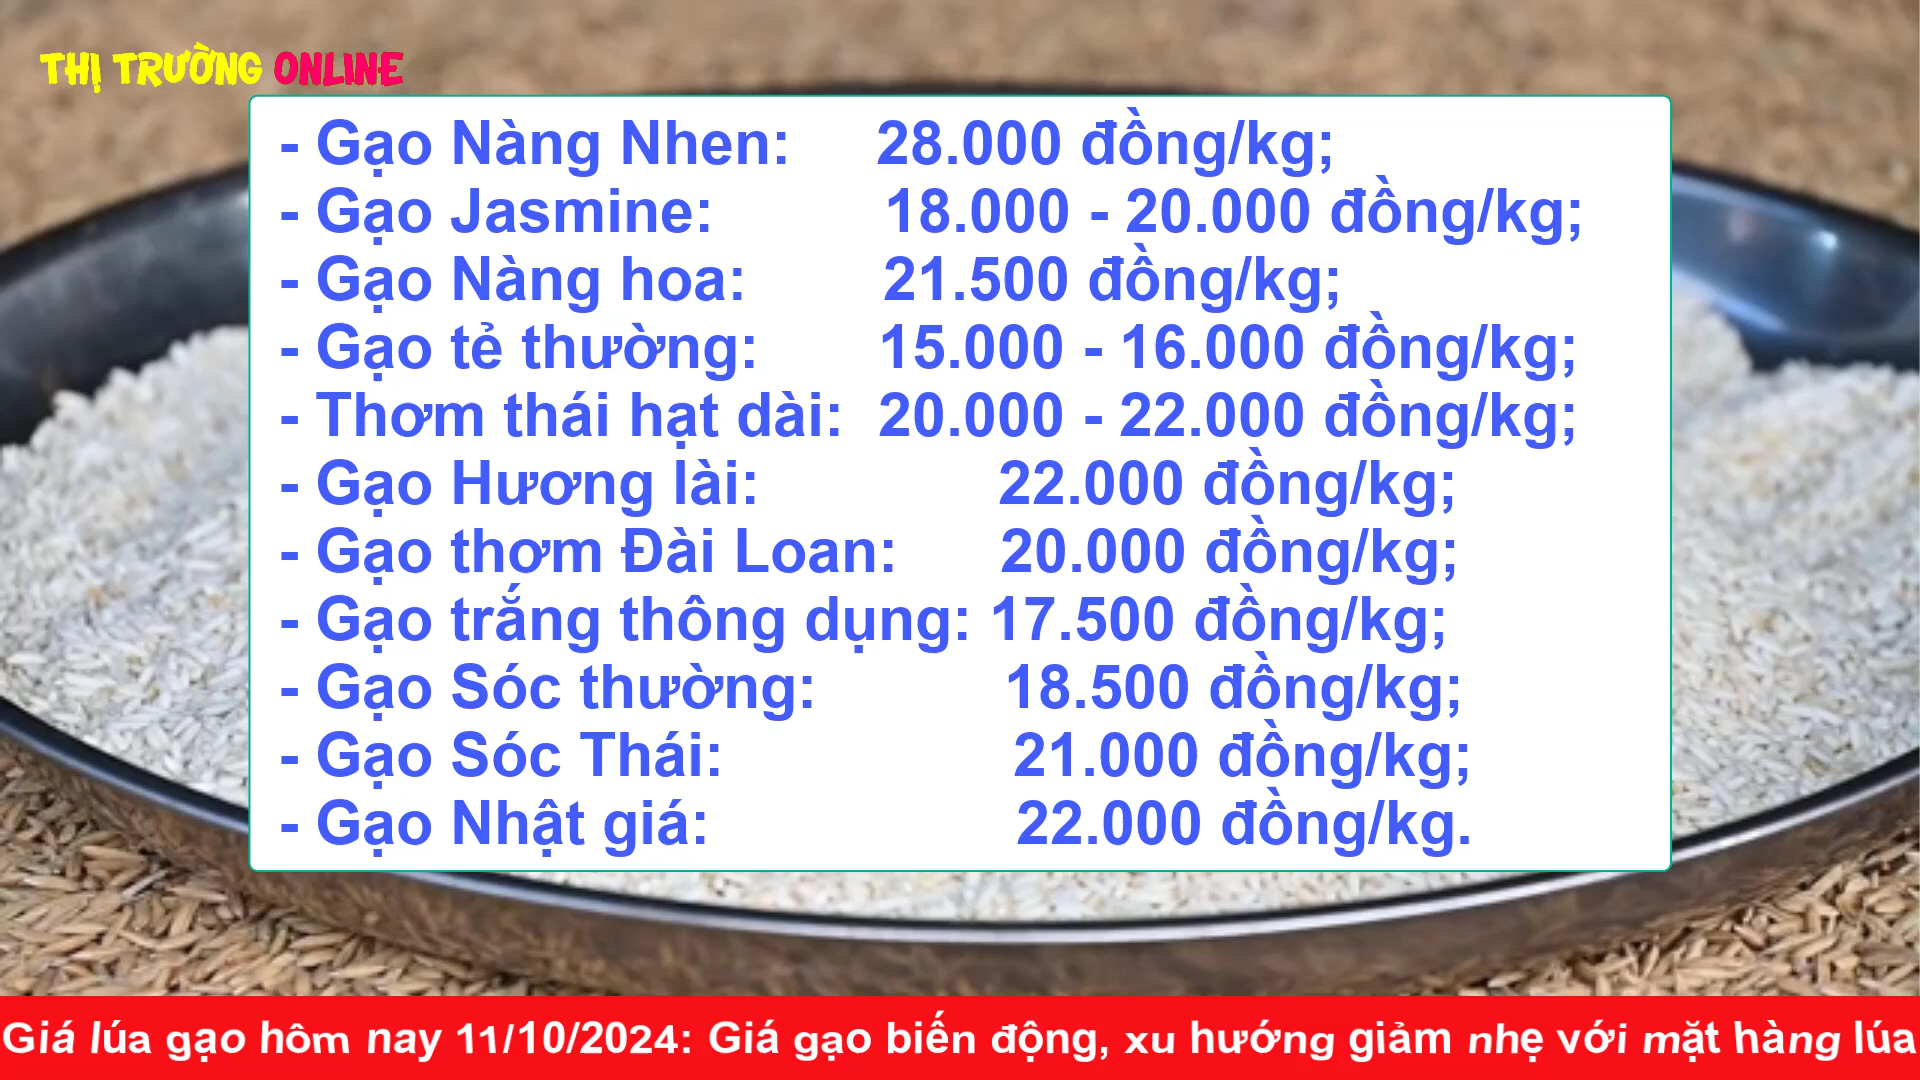 THỊ TRƯỜNG ONLINE
- Gạo Nàng Nhen: 28.000 đồng/kg;
- Gạo Jasmine: 18.000 - 20.000 đồng/kg;
- Gạo Nàng hoa: 21.500 đồng/kg;
- Gạo tẻ thường: 15.000 - 16.000 đồng/kg;
- Thơm thái hạt dài: 20.000 - 22.000 đồng/kg;
- Gạo Hương lài: 22.000 đồng/kg;
- Gạo thơm Đài Loan: 20.000 đồng/kg;
- Gạo trắng thông dụng: 17.500 đồng/kg;
- Gạo Sóc thường: 18.500 đồng/kg;
- Gạo Sóc Thái: 21.000 đồng/kg;
- Gạo Nhật giá: 22.000 đồng/kg.
Giá lúa gạo hôm nay 11/10/2024: Giá gạo biến động, xu hướng giảm nhẹ với mặt hàng lúa